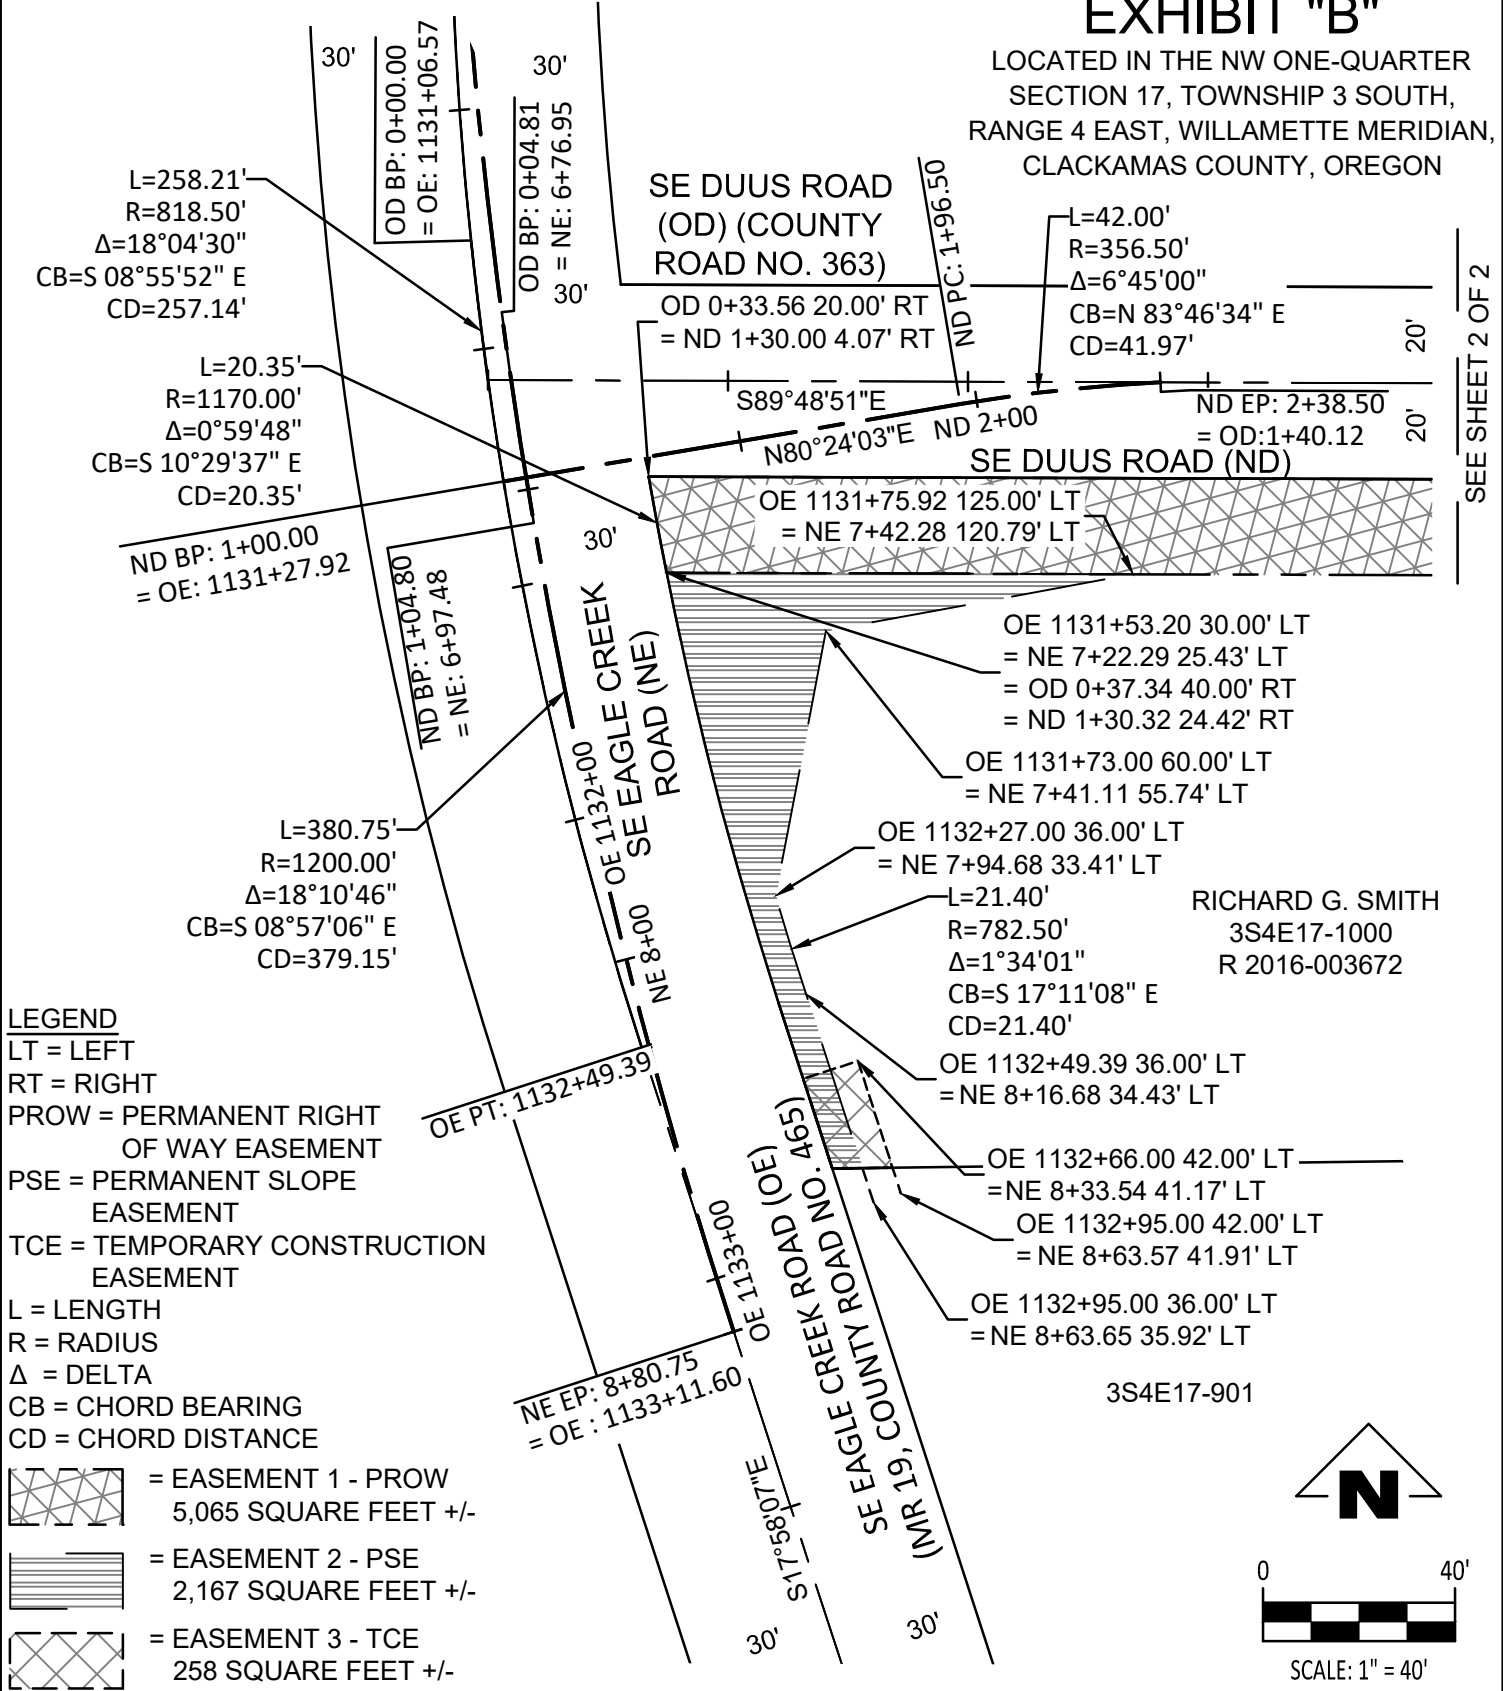 EXHIBIT "B"
LOCATED IN THE NW ONE-QUARTER
SECTION 17, TOWNSHIP 3 SOUTH,
RANGE 4 EAST, WILLAMETTE MERIDIAN,
CLACKAMAS COUNTY, OREGON
30'
OD BP: 0+00.00
= OE: 1131+06.57
30'
OD BP: 0+04.81
= NE: 6+76.95
30'
L=258.21'
R=818.50'
Δ=18°04'30"
CB=S 08°55'52" E
CD=257.14'
SE DUUS ROAD
(OD) (COUNTY
ROAD NO. 363)
ND PC: 1+96.50
L=42.00'
R=356.50'
Δ=6°45'00"
CB=N 83°46'34" E
CD=41.97'
OD 0+33.56 20.00' RT
= ND 1+30.00 4.07' RT
20'
20'
SEE SHEET 2 OF 2
L=20.35'
R=1170.00'
Δ=0°59'48"
CB=S 10°29'37" E
CD=20.35'
S89°48'51"E
N80°24'03"E
ND 2+00
ND EP: 2+38.50
= OD:1+40.12
SE DUUS ROAD (ND)
OE 1131+75.92 125.00' LT
= NE 7+42.28 120.79' LT
ND BP: 1+00.00
= OE: 1131+27.92
ND BP: 1+04.80
= NE: 6+97.48
30'
SE EAGLE CREEK
ROAD (NE)
OE 1131+53.20 30.00' LT
= NE 7+22.29 25.43' LT
= OD 0+37.34 40.00' RT
= ND 1+30.32 24.42' RT
OE 1131+73.00 60.00' LT
= NE 7+41.11 55.74' LT
OE 1132+00
L=380.75'
R=1200.00'
Δ=18°10'46"
CB=S 08°57'06" E
CD=379.15'
OE 1132+27.00 36.00' LT
= NE 7+94.68 33.41' LT
L=21.40'
R=782.50'
Δ=1°34'01"
CB=S 17°11'08" E
CD=21.40'
RICHARD G. SMITH
3S4E17-1000
R 2016-003672
NE 8+00
OE PT: 1132+49.39
OE 1132+49.39 36.00' LT
= NE 8+16.68 34.43' LT
OE 1132+66.00 42.00' LT
= NE 8+33.54 41.17' LT
OE 1132+95.00 42.00' LT
= NE 8+63.57 41.91' LT
OE 1132+95.00 36.00' LT
= NE 8+63.65 35.92' LT
3S4E17-901
OE 1133+00
SE EAGLE CREEK ROAD (OE)
(MR 19, COUNTY ROAD NO. 465)
NE EP: 8+80.75
= OE : 1133+11.60
S17°58'07"E
30'
30'
LEGEND
LT = LEFT
RT = RIGHT
PROW = PERMANENT RIGHT
OF WAY EASEMENT
PSE = PERMANENT SLOPE
EASEMENT
TCE = TEMPORARY CONSTRUCTION
EASEMENT
L = LENGTH
R = RADIUS
Δ = DELTA
CB = CHORD BEARING
CD = CHORD DISTANCE
= EASEMENT 1 - PROW
5,065 SQUARE FEET +/-
= EASEMENT 2 - PSE
2,167 SQUARE FEET +/-
= EASEMENT 3 - TCE
258 SQUARE FEET +/-
N
0 40'
SCALE: 1" = 40'